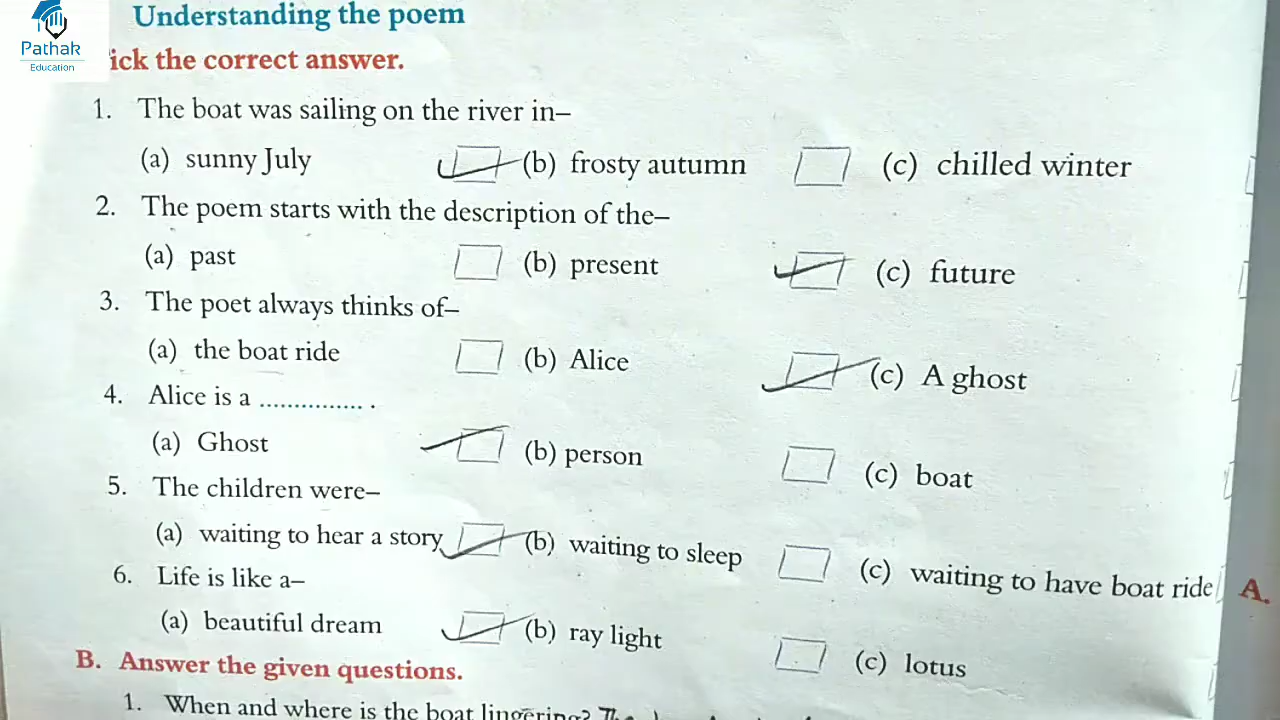 Pathak
Education
Understanding the poem
ick the correct answer.
1. The boat was sailing on the river in–
(a) sunny July (b) frosty autumn (c) chilled winter
2. The poem starts with the description of the–
(a) past (b) present (c) future
3. The poet always thinks of–
(a) the boat ride (b) Alice (c) A ghost
4. Alice is a ............... .
(a) Ghost (b) person (c) boat
5. The children were–
(a) waiting to hear a story (b) waiting to sleep (c) waiting to have boat ride
A.
6. Life is like a–
(a) beautiful dream (b) ray light (c) lotus
B. Answer the given questions.
1. When and where is the boat lingering?